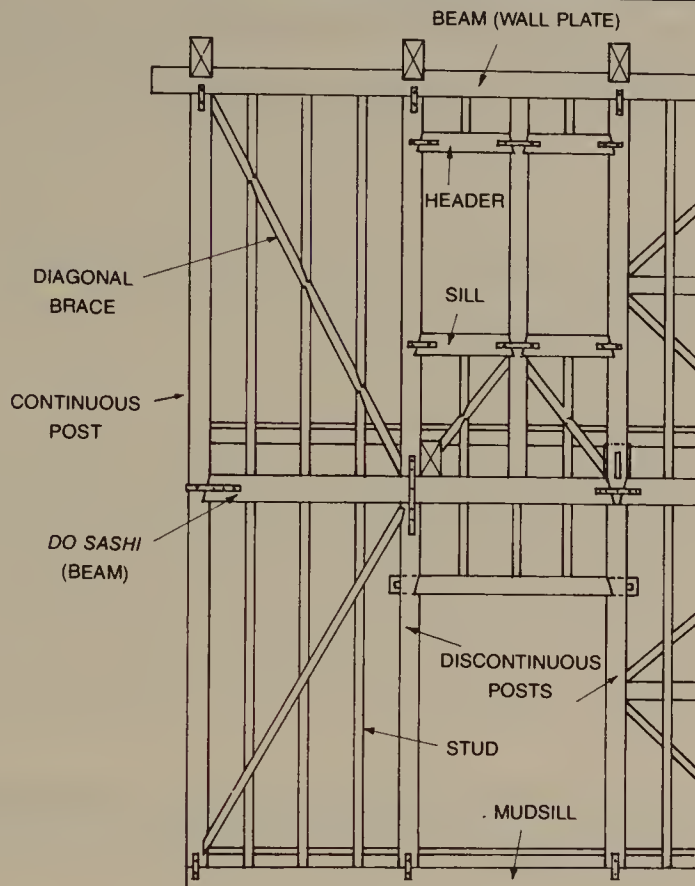 BEAM (WALL PLATE)
HEADER
DIAGONAL
BRACE
SILL
CONTINUOUS
POST
DO SASHI
(BEAM)
DISCONTINUOUS
POSTS
STUD
MUDSILL